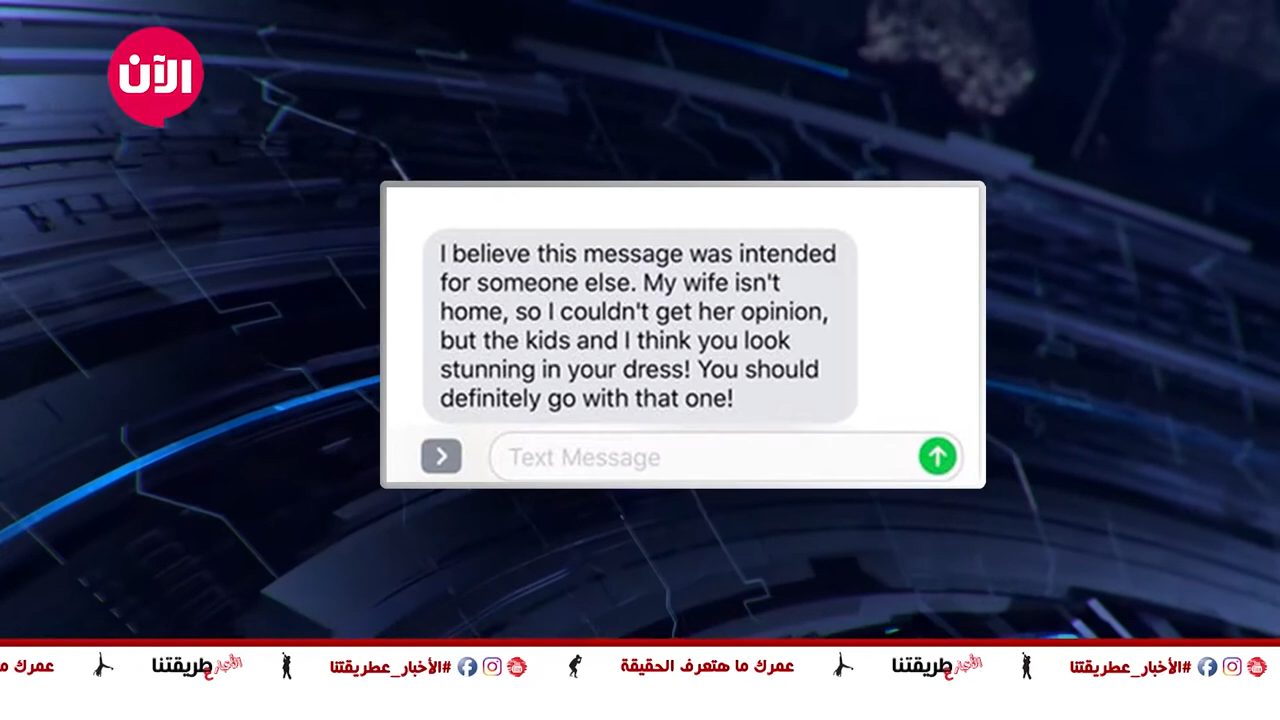 الآن
I believe this message was intended
for someone else. My wife isn't
home, so I couldn't get her opinion,
but the kids and I think you look
stunning in your dress! You should
definitely go with that one!
Text Message
#الأخبار_عطريقتنا الأخبار ع طريقتنا عمرك ما هتعرف الحقيقة #الأخبار_عطريقتنا الأخبار ع طريقتنا عمرك ما